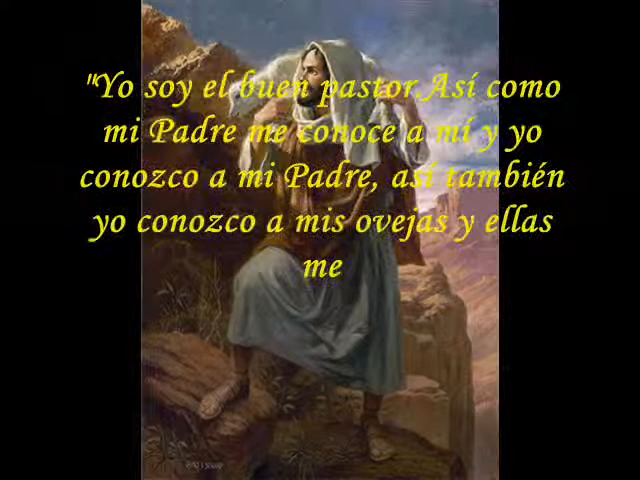 "Yo soy el buen pastor.Así como
mi Padre me conoce a mí y yo
conozco a mi Padre, así también
yo conozco a mis ovejas y ellas
me